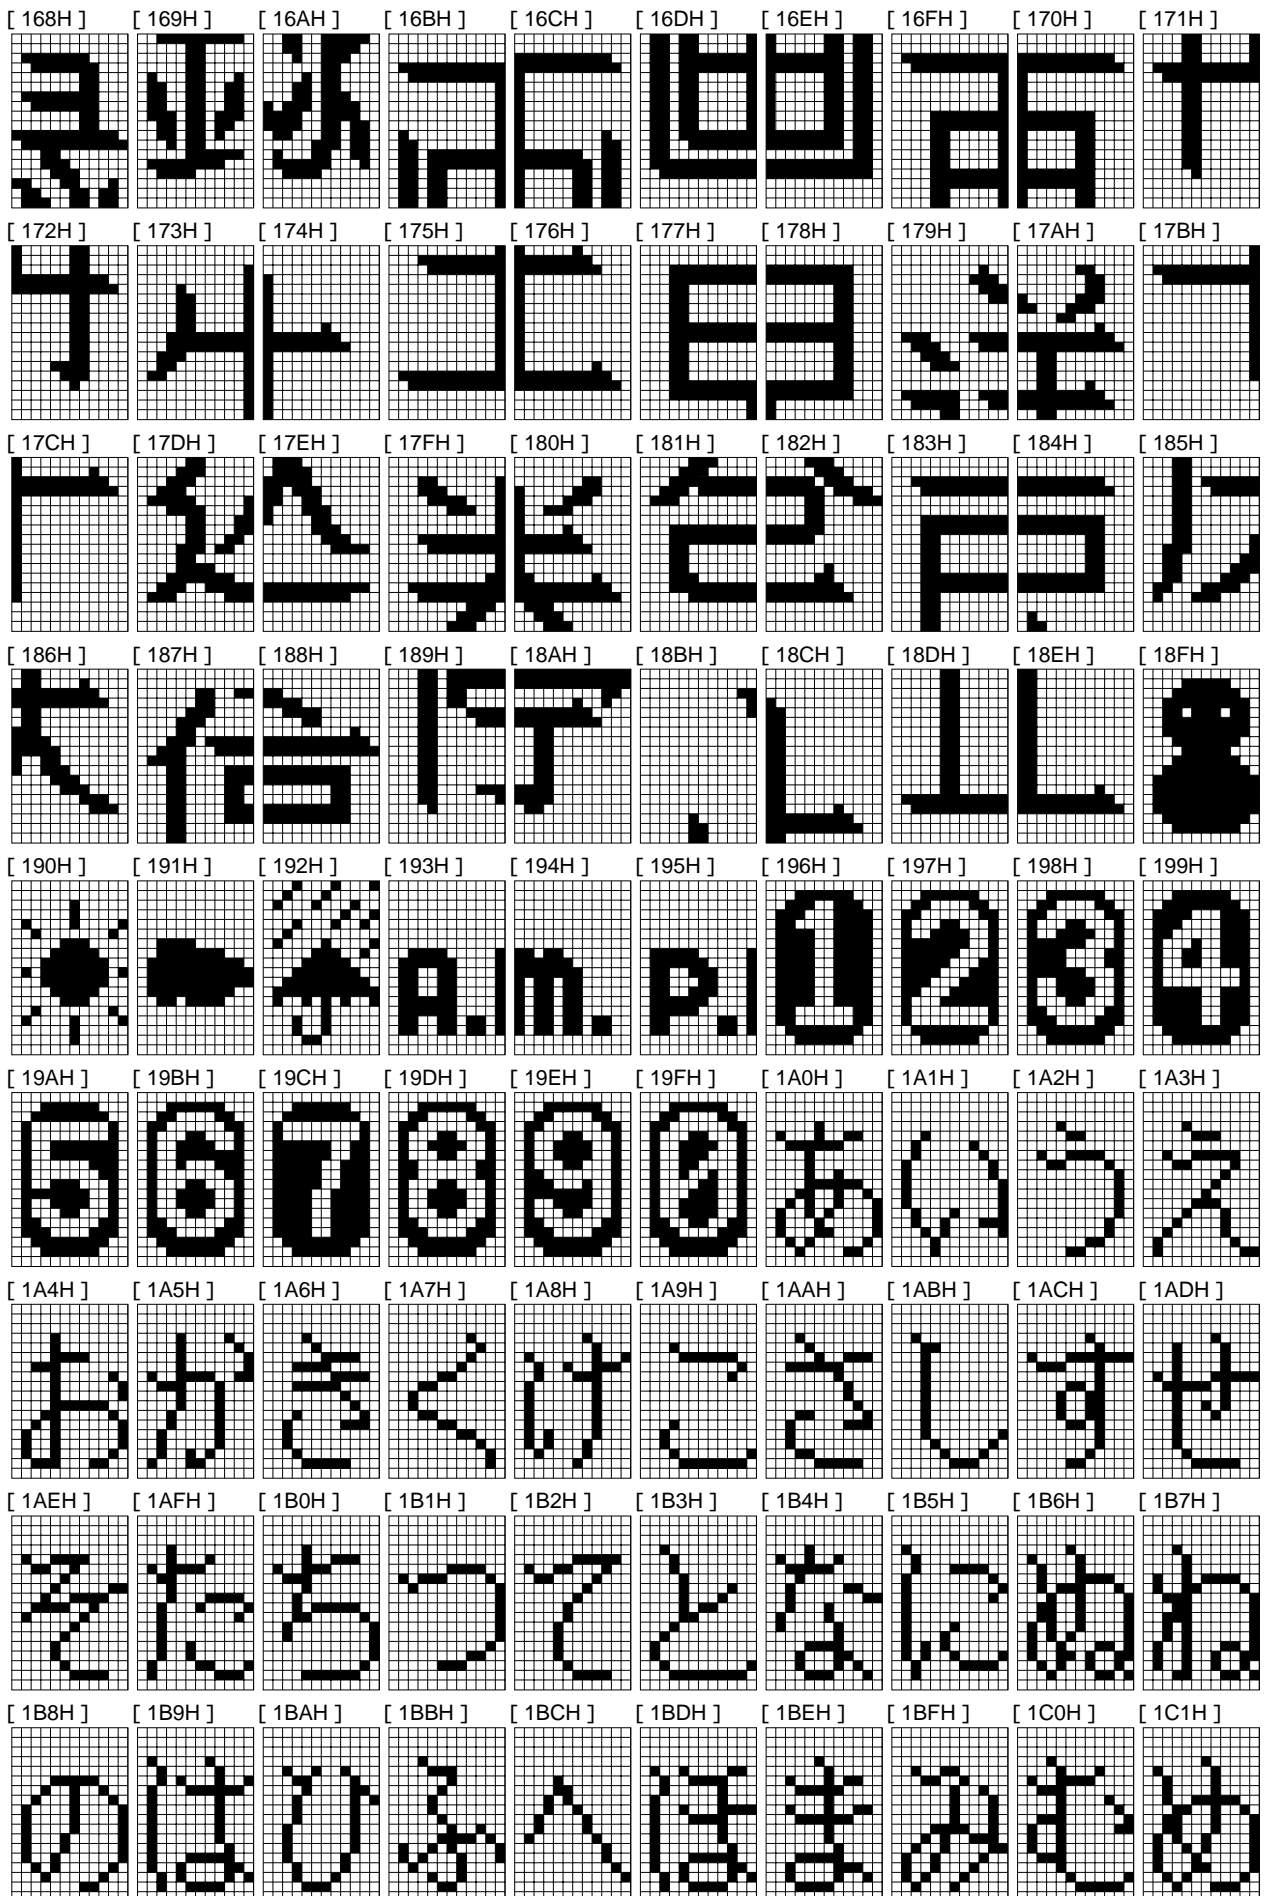 [ 168H ] [ 169H ] [ 16AH ] [ 16BH ] [ 16CH ] [ 16DH ] [ 16EH ] [ 16FH ] [ 170H ] [ 171H ]
[ 172H ] [ 173H ] [ 174H ] [ 175H ] [ 176H ] [ 177H ] [ 178H ] [ 179H ] [ 17AH ] [ 17BH ]
[ 17CH ] [ 17DH ] [ 17EH ] [ 17FH ] [ 180H ] [ 181H ] [ 182H ] [ 183H ] [ 184H ] [ 185H ]
[ 186H ] [ 187H ] [ 188H ] [ 189H ] [ 18AH ] [ 18BH ] [ 18CH ] [ 18DH ] [ 18EH ] [ 18FH ]
[ 190H ] [ 191H ] [ 192H ] [ 193H ] [ 194H ] [ 195H ] [ 196H ] [ 197H ] [ 198H ] [ 199H ]
a. m. p. 1 2 3 4
[ 19AH ] [ 19BH ] [ 19CH ] [ 19DH ] [ 19EH ] [ 19FH ] [ 1A0H ] [ 1A1H ] [ 1A2H ] [ 1A3H ]
5 6 7 8 9 0 あ い う え
[ 1A4H ] [ 1A5H ] [ 1A6H ] [ 1A7H ] [ 1A8H ] [ 1A9H ] [ 1AAH ] [ 1ABH ] [ 1ACH ] [ 1ADH ]
お か き く け こ さ し す せ
[ 1AEH ] [ 1AFH ] [ 1B0H ] [ 1B1H ] [ 1B2H ] [ 1B3H ] [ 1B4H ] [ 1B5H ] [ 1B6H ] [ 1B7H ]
そ た ち つ て と な に ぬ ね
[ 1B8H ] [ 1B9H ] [ 1BAH ] [ 1BBH ] [ 1BCH ] [ 1BDH ] [ 1BEH ] [ 1BFH ] [ 1C0H ] [ 1C1H ]
の は ひ ふ へ ほ ま み む め